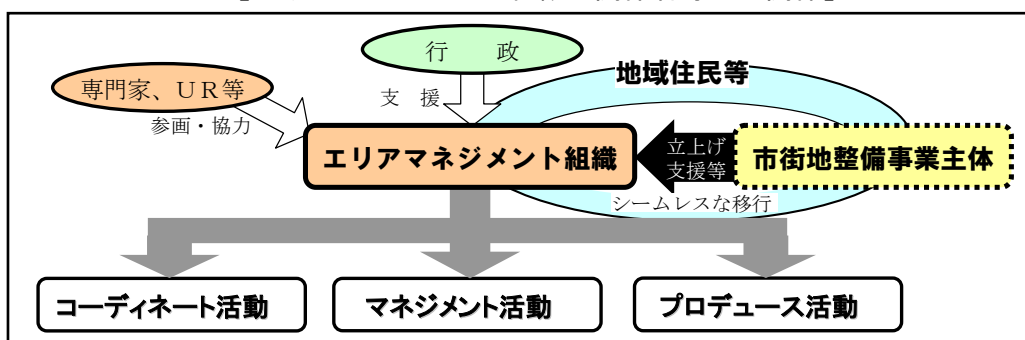 行　政
地域住民等
専門家、ＵＲ等
支　援
参画・協力
エリアマネジメント組織
立上げ
支援等
市街地整備事業主体
シームレスな移行
コーディネート活動
マネジメント活動
プロデュース活動